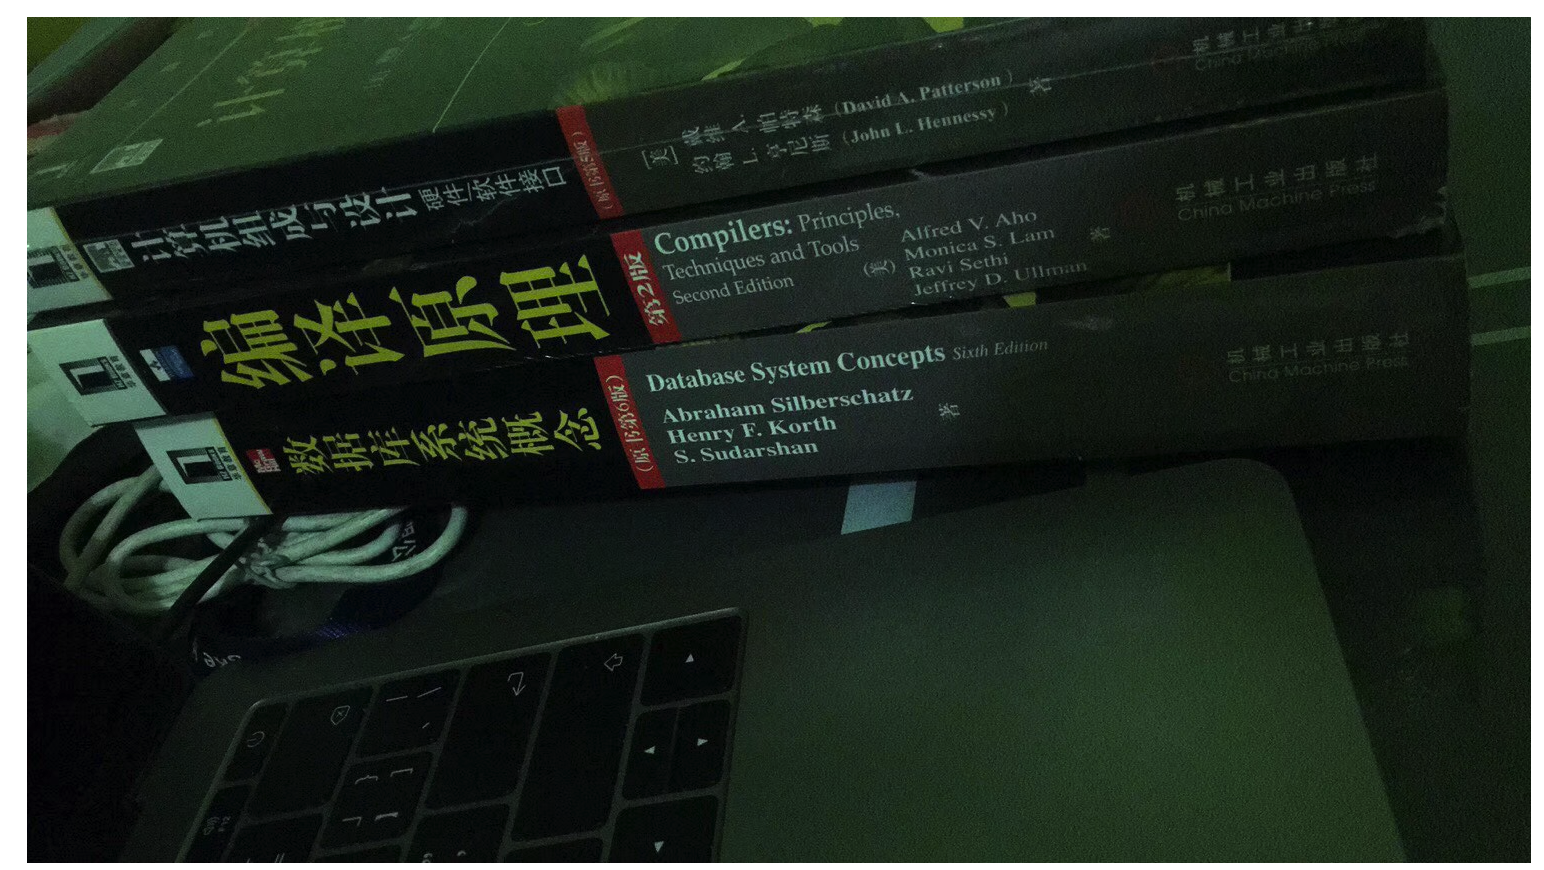 计算机组成与设计
硬件/软件接口
(原书第5版)
[美]
戴维 A. 帕特森 (David A. Patterson)
约翰 L. 亨尼斯 (John L. Hennessy)
著
机械工业出版社
China Machine Press
编译原理
第2版
Compilers: Principles,
Techniques and Tools
Second Edition
(美)
Alfred V. Aho
Monica S. Lam
Ravi Sethi
Jeffrey D. Ullman
著
机械工业出版社
China Machine Press
数据库系统概念
(原书第6版)
Database System Concepts Sixth Edition
Abraham Silberschatz
Henry F. Korth
S. Sudarshan
著
机械工业出版社
China Machine Press
F12